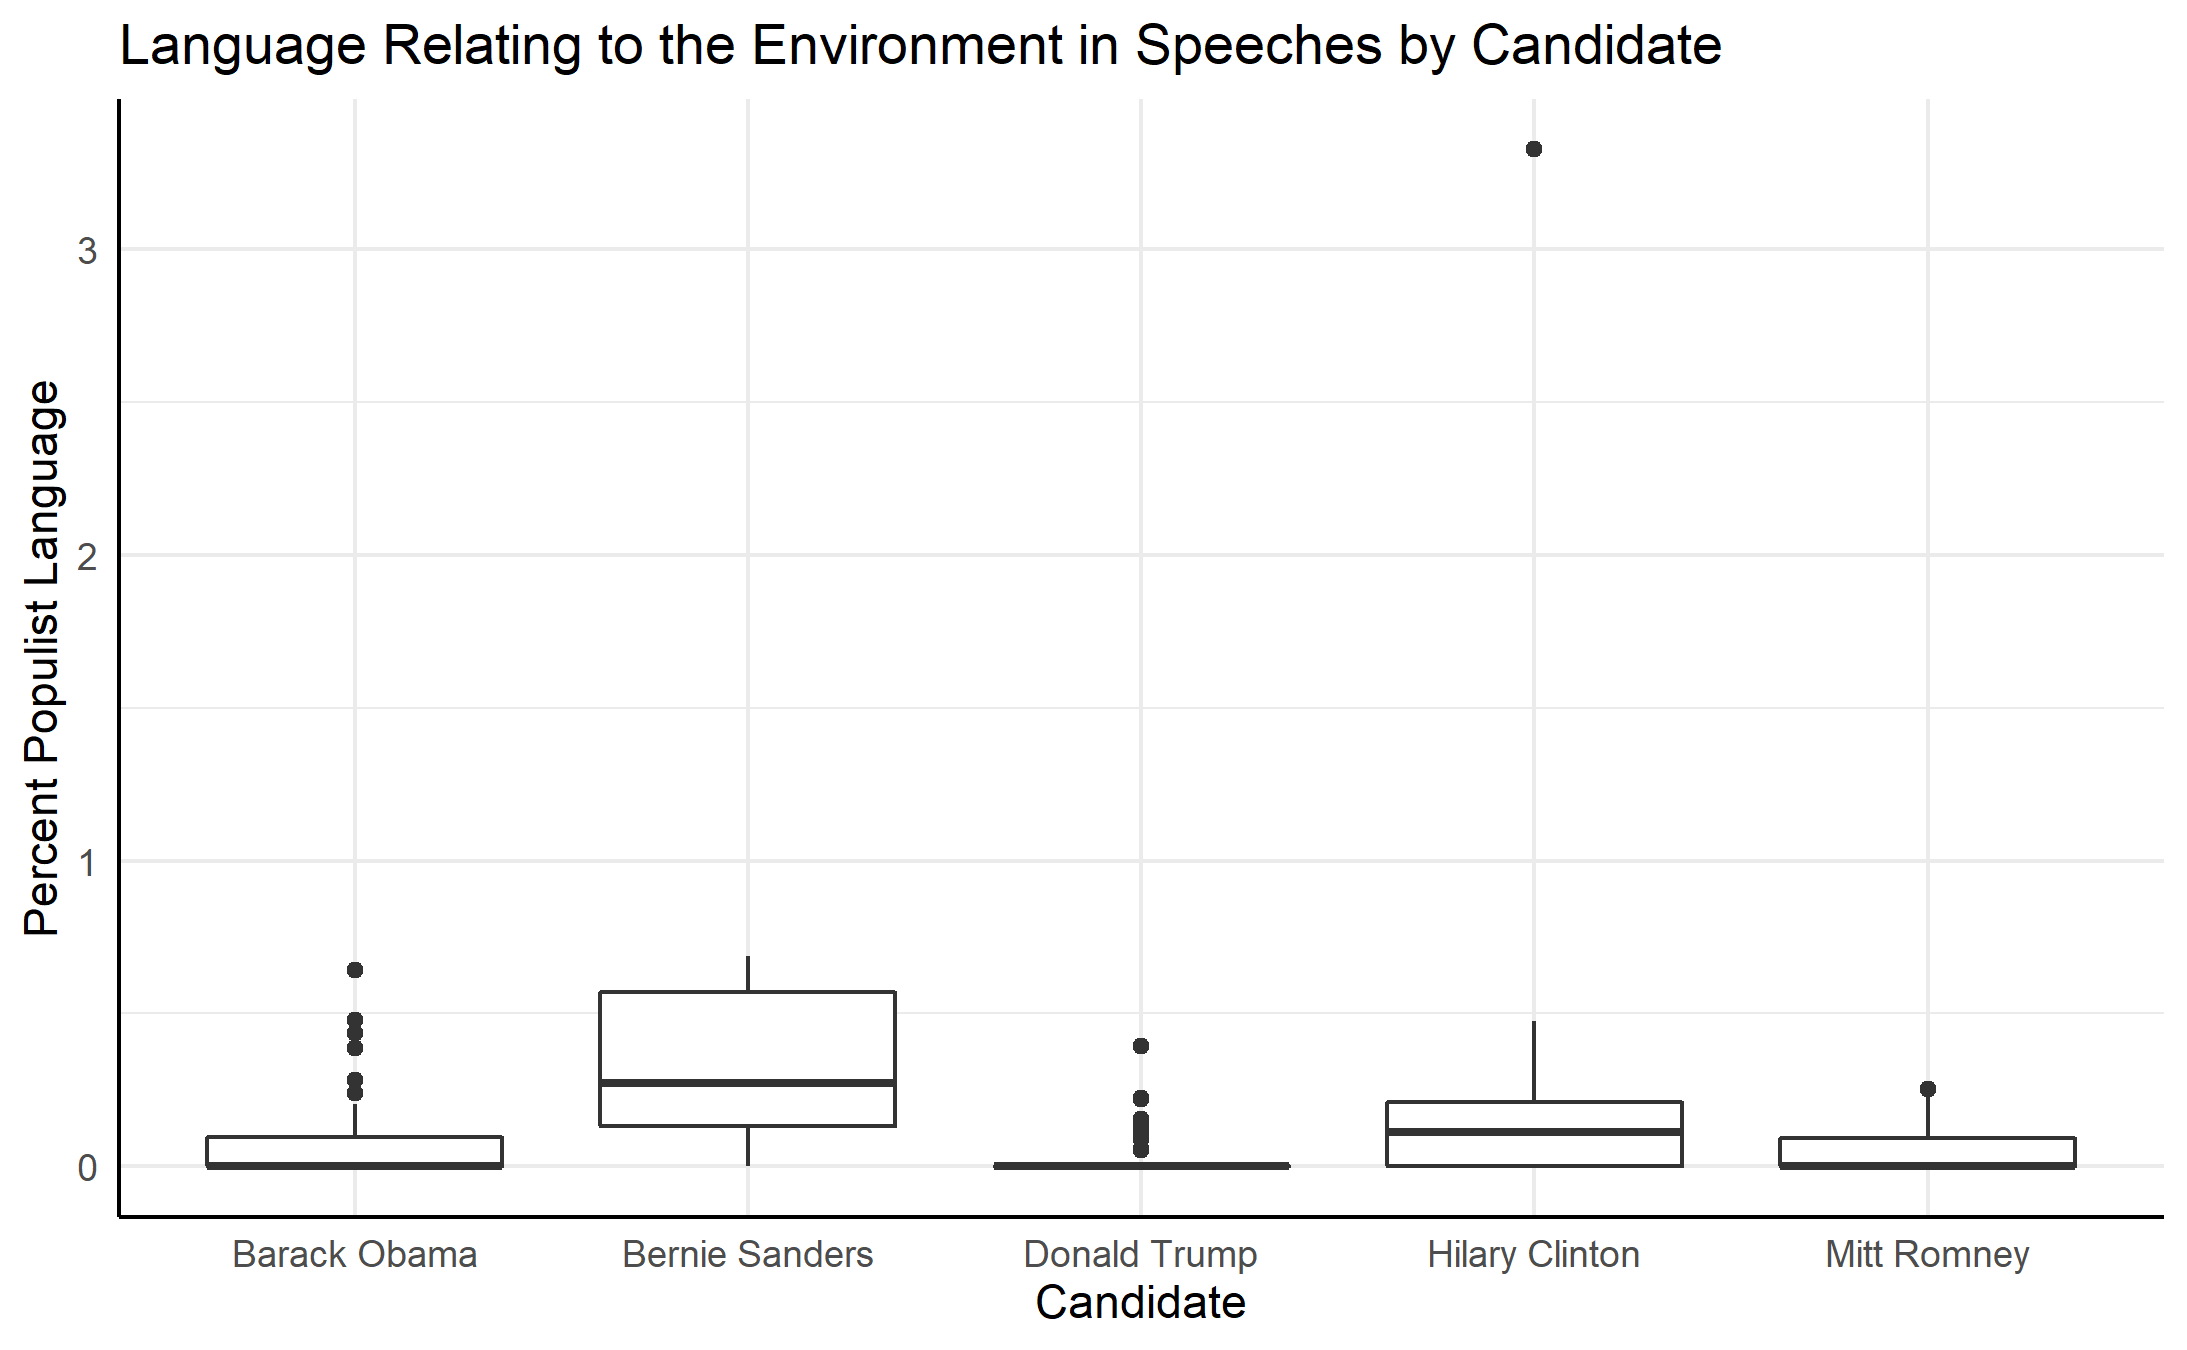 Language Relating to the Environment in Speeches by Candidate
Percent Populist Language
3
2
1
0
Barack Obama
Bernie Sanders
Donald Trump
Hilary Clinton
Mitt Romney
Candidate